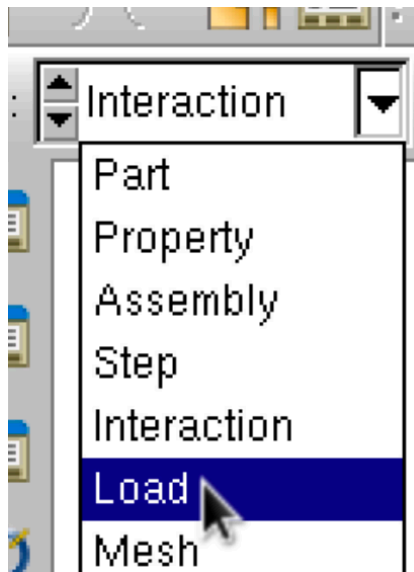 : Interaction
Part
Property
Assembly
Step
Interaction
Load
Mesh